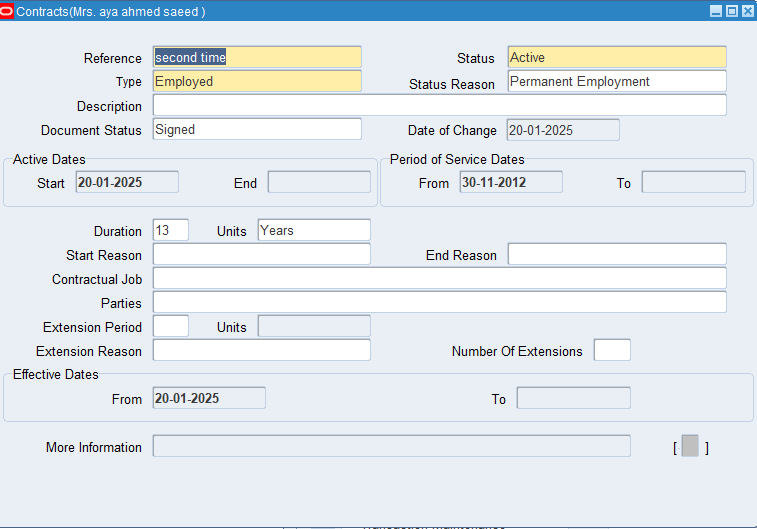 Contracts(Mrs. aya ahmed saeed )
Reference second time Status Active
Type Employed Status Reason Permanent Employment
Description
Document Status Signed Date of Change 20-01-2025
Active Dates Period of Service Dates
Start 20-01-2025 End From 30-11-2012 To
Duration 13 Units Years
Start Reason End Reason
Contractual Job
Parties
Extension Period Units
Extension Reason Number Of Extensions
Effective Dates
From 20-01-2025 To
More Information [ ]